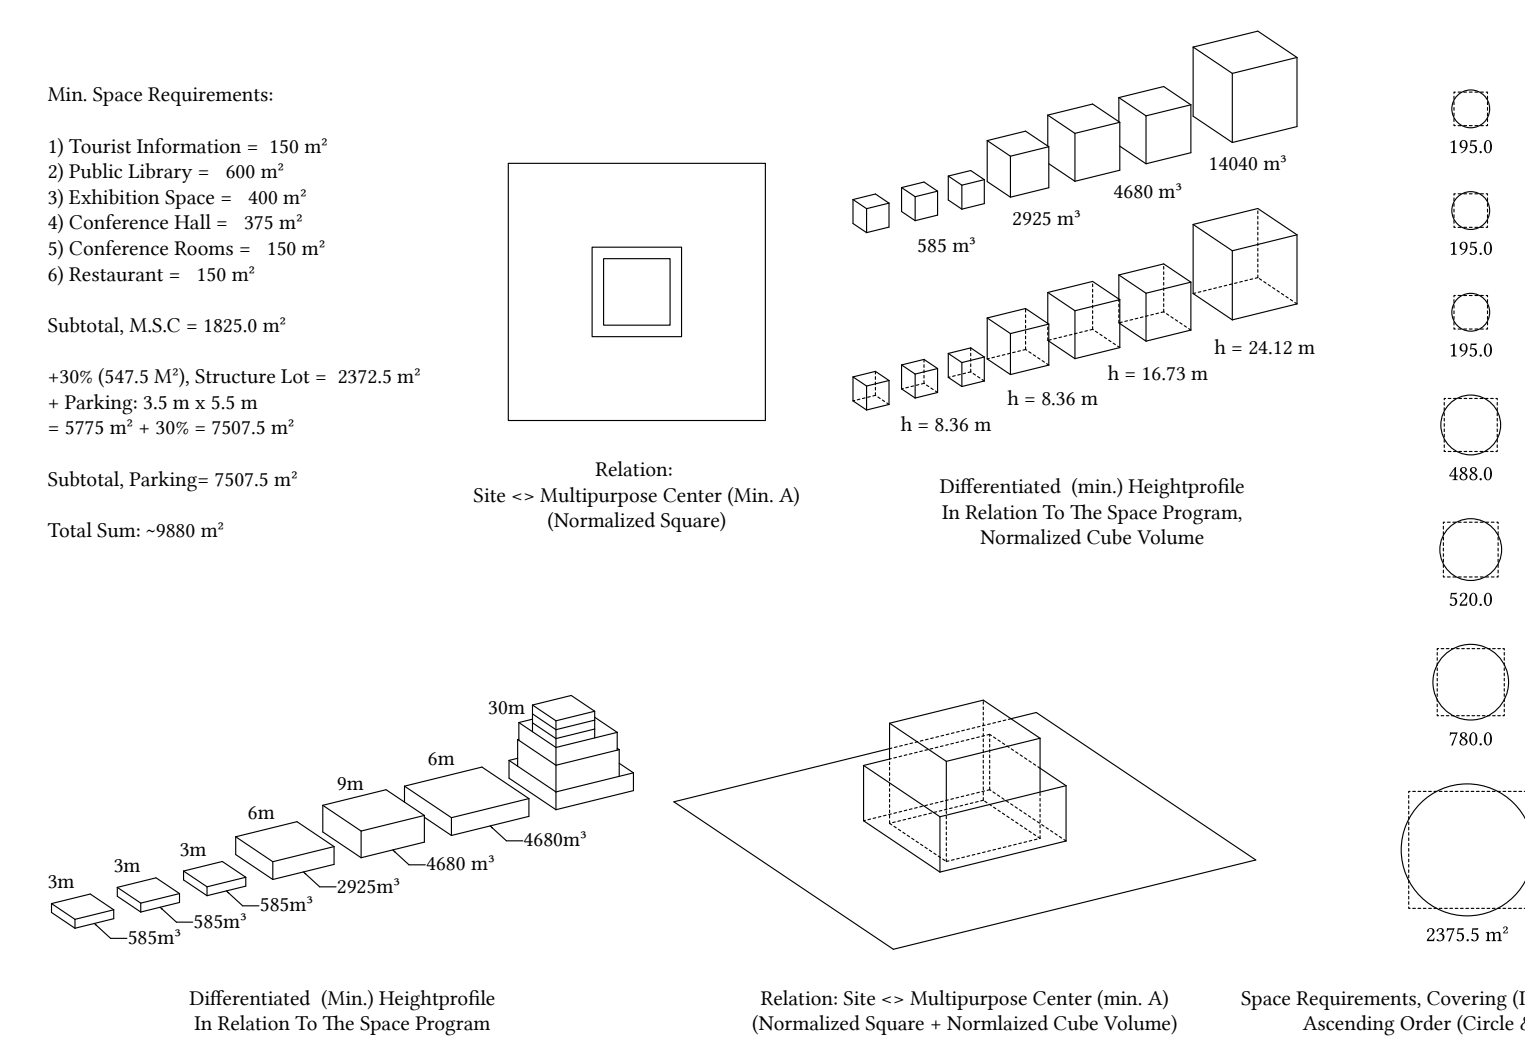 Min. Space Requirements:
1) Tourist Information = 150 m²
2) Public Library = 600 m²
3) Exhibition Space = 400 m²
4) Conference Hall = 375 m²
5) Conference Rooms = 150 m²
6) Restaurant = 150 m²
Subtotal, M.S.C = 1825.0 m²
+30% (547.5 M²), Structure Lot = 2372.5 m²
+ Parking: 3.5 m x 5.5 m
= 5775 m² + 30% = 7507.5 m²
Subtotal, Parking= 7507.5 m²
Total Sum: ~9880 m²
Relation:
Site <> Multipurpose Center (Min. A)
(Normalized Square)
14040 m³
4680 m³
2925 m³
585 m³
h = 24.12 m
h = 16.73 m
h = 8.36 m
h = 8.36 m
Differentiated (min.) Heightprofile
In Relation To The Space Program,
Normalized Cube Volume
195.0
195.0
195.0
488.0
520.0
780.0
2375.5 m²
30m
6m
9m
6m
3m
3m
3m
4680m³
4680 m³
2925m³
585m³
585m³
585m³
Differentiated (Min.) Heightprofile
In Relation To The Space Program
Relation: Site <> Multipurpose Center (min. A)
(Normalized Square + Normlaized Cube Volume)
Space Requirements, Covering
Ascending Order (Circle